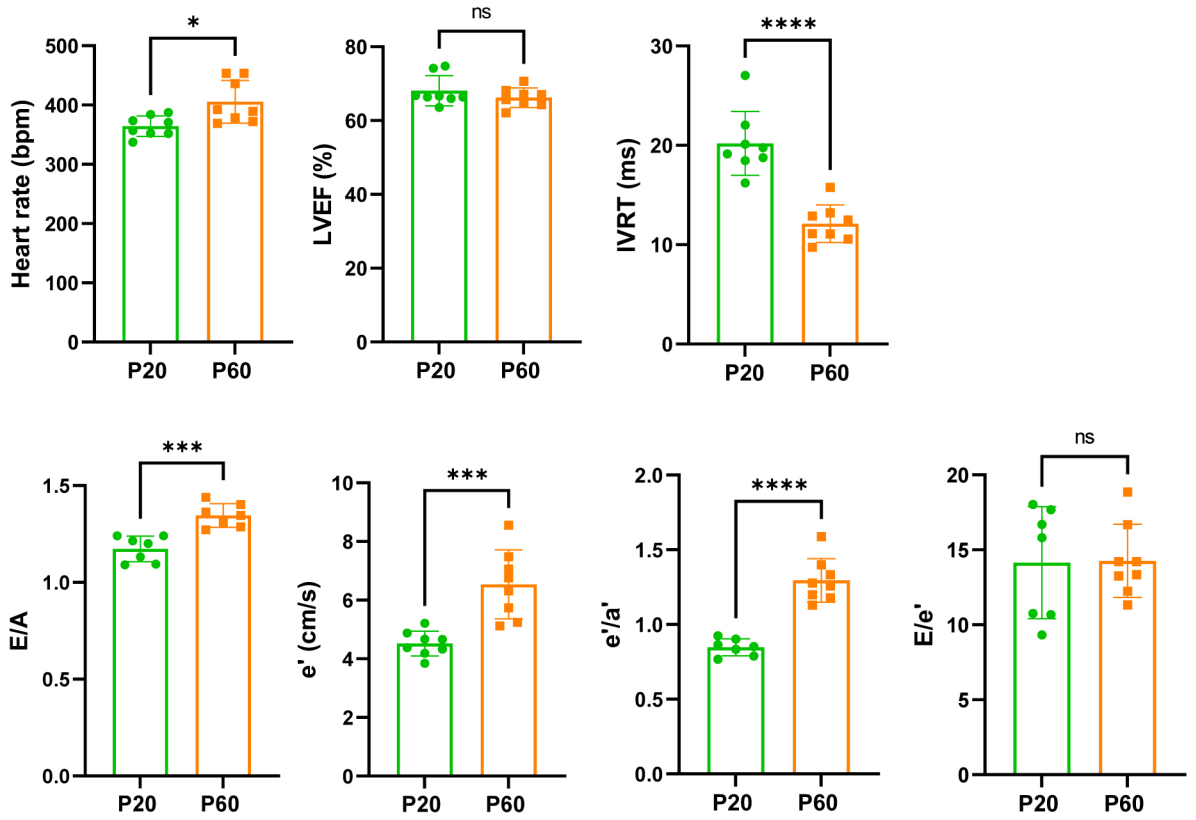 *
ns
****
Heart rate (bpm)
500
400
300
200
100
0
P20
P60
LVEF (%)
80
60
40
20
0
P20
P60
IVRT (ms)
30
20
10
0
P20
P60
***
***
****
ns
E/A
1.5
1.0
0.5
0.0
P20
P60
e' (cm/s)
10
8
6
4
2
0
P20
P60
e'/a'
2.0
1.5
1.0
0.5
0.0
P20
P60
E/e'
20
15
10
5
0
P20
P60